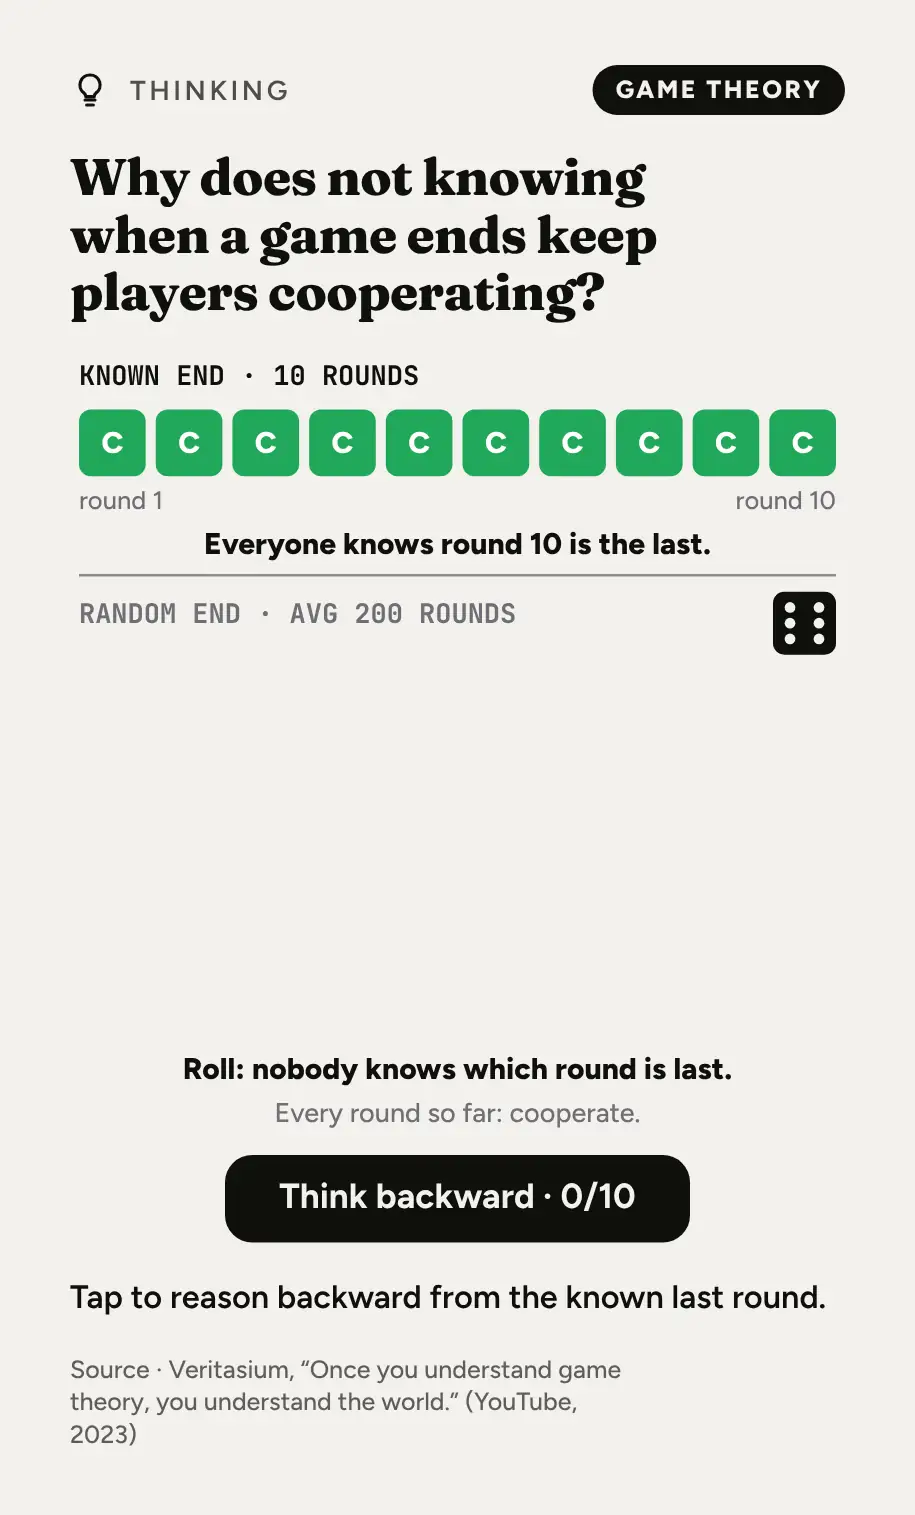 THINKING
GAME THEORY
Why does not knowing
when a game ends keep
players cooperating?
KNOWN END · 10 ROUNDS
C C C C C C C C C C
round 1
round 10
Everyone knows round 10 is the last.
RANDOM END · AVG 200 ROUNDS
Roll: nobody knows which round is last.
Every round so far: cooperate.
Think backward · 0/10
Tap to reason backward from the known last round.
Source · Veritasium, “Once you understand game
theory, you understand the world.” (YouTube,
2023)